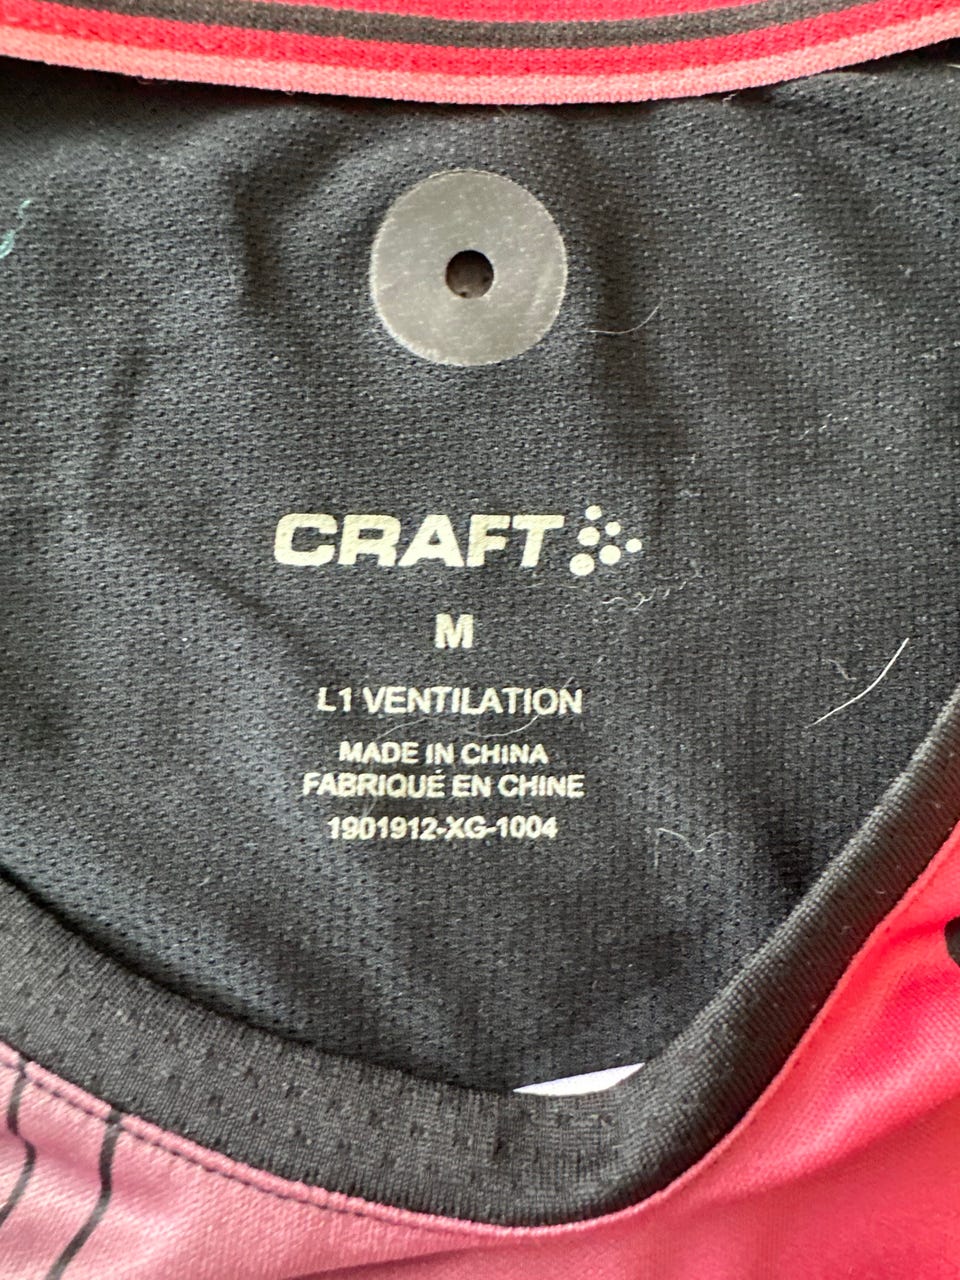 CRAFT
M
L1 VENTILATION
MADE IN CHINA
FABRIQUÉ EN CHINE
1901912-XG-1004